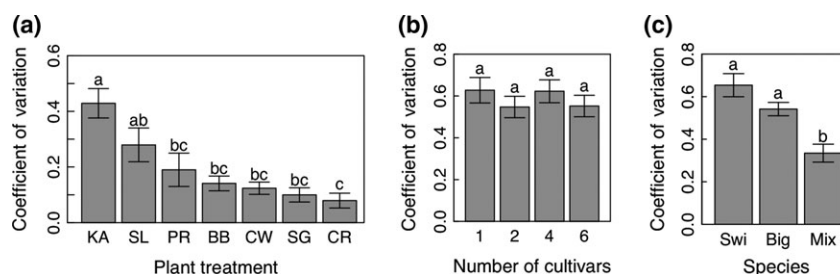 (a)
Coefficient of variation
0.6
0.4
0.2
0.0
a
ab
bc
bc
bc
bc
c
KA SL PR BB CW SG CR
Plant treatment
(b)
Coefficient of variation
0.8
0.6
0.4
0.2
0.0
a
a
a
a
1 2 4 6
Number of cultivars
(c)
Coefficient of variation
0.8
0.6
0.4
0.2
0.0
a
a
b
Swi Big Mix
Species